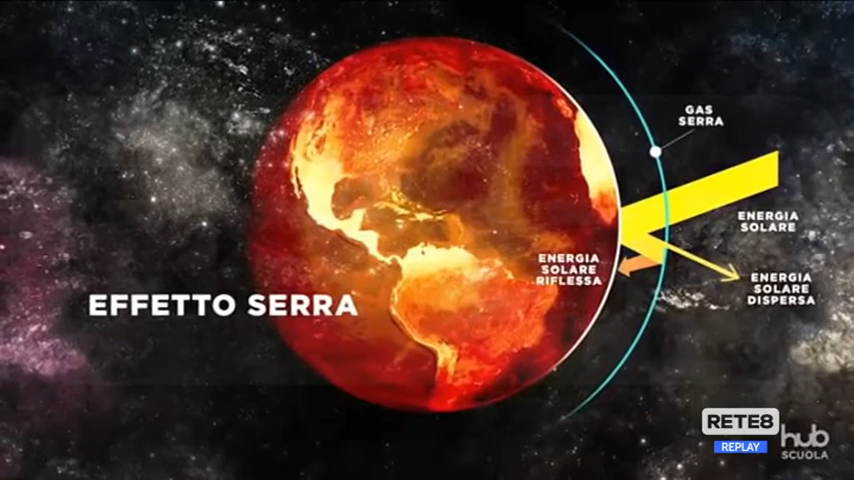 GAS
SERRA
ENERGIA
SOLARE
ENERGIA
SOLARE
RIFLESSA
ENERGIA
SOLARE
DISPERSA
EFFETTO SERRA
RETE8
REPLAY
hub
SCUOLA